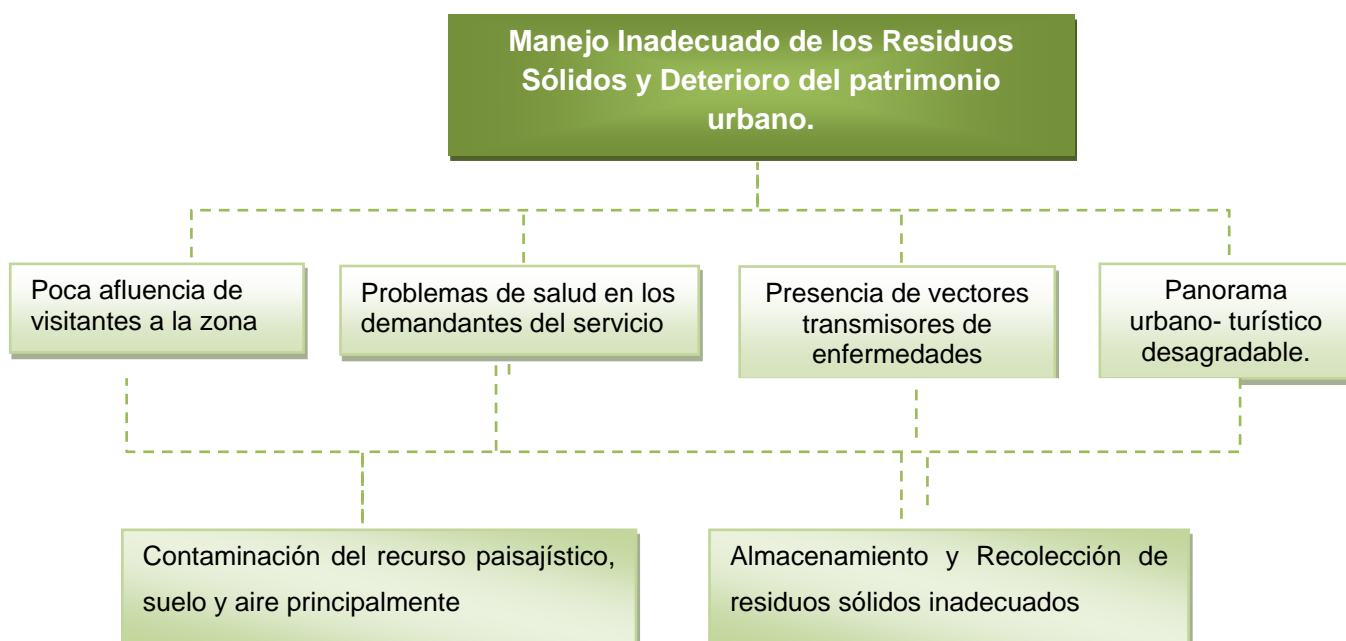 Manejo Inadecuado de los Residuos
Sólidos y Deterioro del patrimonio
urbano.
Poca afluencia de
visitantes a la zona
Problemas de salud en los
demandantes del servicio
Presencia de vectores
transmisores de
enfermedades
Panorama
urbano- turístico
desagradable.
Contaminación del recurso paisajístico,
suelo y aire principalmente
Almacenamiento y Recolección de
residuos sólidos inadecuados